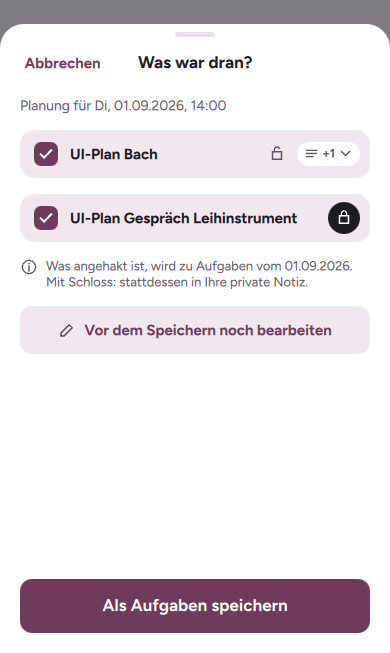 Abbrechen
Was war dran?
Planung für Di, 01.09.2026, 14:00
UI-Plan Bach
+1
UI-Plan Gespräch Leihinstrument
Was angehakt ist, wird zu Aufgaben vom 01.09.2026.
Mit Schloss: stattdessen in Ihre private Notiz.
Vor dem Speichern noch bearbeiten
Als Aufgaben speichern